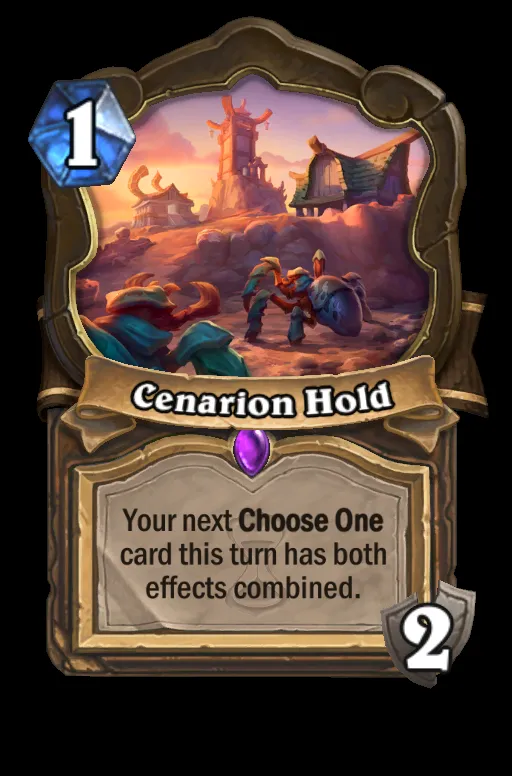 1
Cenarion Hold
Your next Choose One
card this turn has both
effects combined.
2